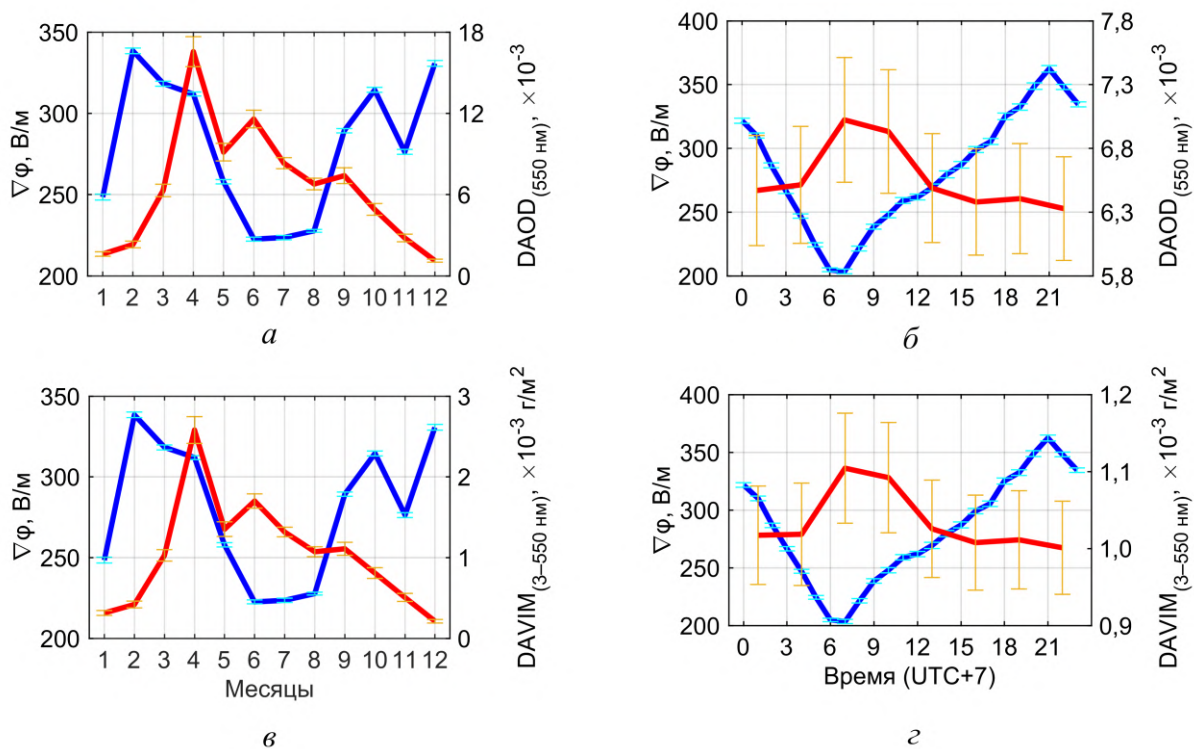 350
300
250
200
∇φ, В/м
18
12
6
0
DAOD(550 нм), ×10-3
1 2 3 4 5 6 7 8 9 10 11 12
а
400
350
300
250
200
∇φ, В/м
7,8
7,3
6,8
6,3
5,8
DAOD(550 нм), ×10-3
0 3 6 9 12 15 18 21
б
350
300
250
200
∇φ, В/м
3
2
1
0
DAVIM(3–550 нм), ×10-3 г/м2
1 2 3 4 5 6 7 8 9 10 11 12
Месяцы
в
400
350
300
250
200
∇φ, В/м
1,2
1,1
1,0
0,9
DAVIM(3–550 нм), ×10-3 г/м2
0 3 6 9 12 15 18 21
Время (UTC+7)
г